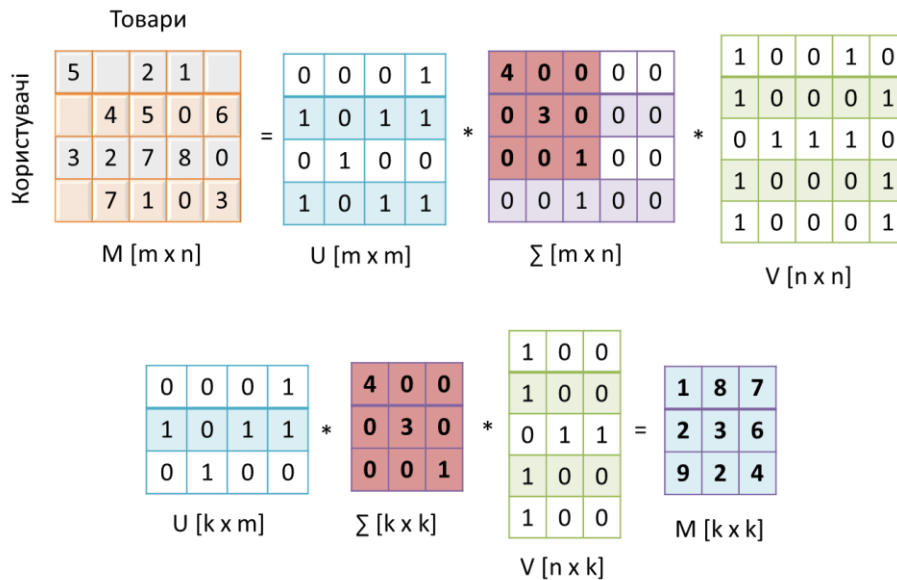 Товари
Користувачі
5 2 1
4 5 0 6
3 2 7 8 0
7 1 0 3
=
0 0 0 1
1 0 1 1
0 1 0 0
1 0 1 1
*
4 0 0 0 0
0 3 0 0 0
0 0 1 0 0
0 0 1 0 0
*
1 0 0 1 0
1 0 0 0 1
0 1 1 1 0
1 0 0 0 1
1 0 0 0 1
M [m x n]
U [m x m]
∑ [m x n]
V [n x n]
0 0 0 1
1 0 1 1
0 1 0 0
*
4 0 0
0 3 0
0 0 1
*
1 0 0
1 0 0
0 1 1
1 0 0
1 0 0
=
1 8 7
2 3 6
9 2 4
U [k x m]
∑ [k x k]
V [n x k]
M [k x k]